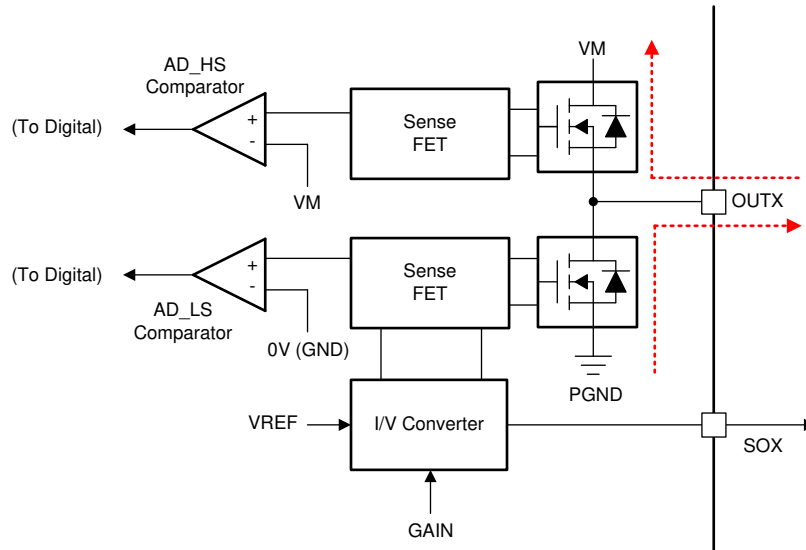 VM
AD_HS
Comparator
(To Digital)
+
-
Sense
FET
VM
OUTX
(To Digital)
+
-
Sense
FET
AD_LS
Comparator
0V (GND)
PGND
VREF
I/V Converter
SOX
GAIN